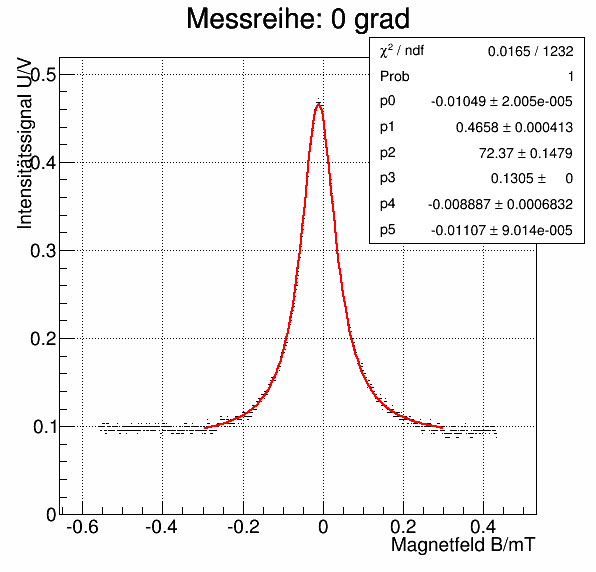 Messreihe: 0 grad
χ² / ndf 0.0165 / 1232
Prob 1
p0 -0.01049 ± 2.005e-005
p1 0.4658 ± 0.000413
p2 72.37 ± 0.1479
p3 0.1305 ± 0
p4 -0.008887 ± 0.0006832
p5 -0.01107 ± 9.014e-005
Intensitätssignal U/V
0.5
0.4
0.3
0.2
0.1
0
-0.6 -0.4 -0.2 0 0.2 0.4
Magnetfeld B/mT